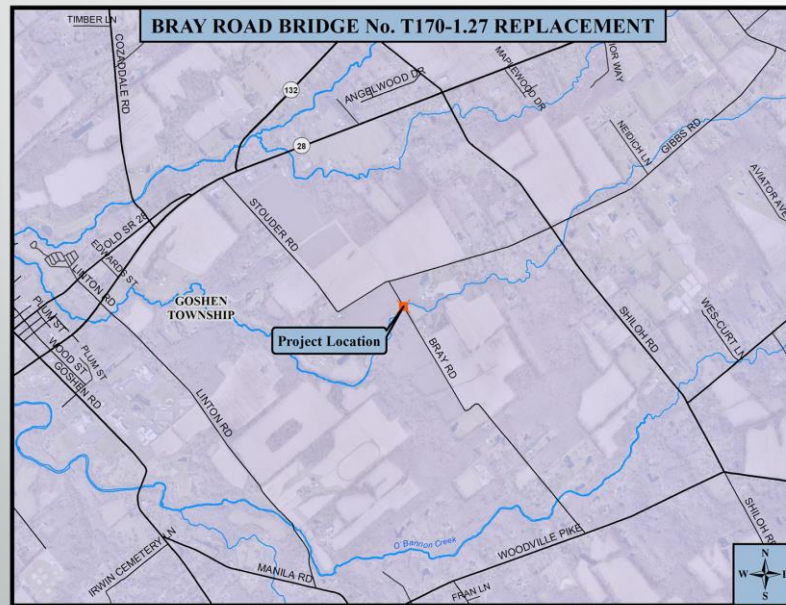 BRAY ROAD BRIDGE No. T170-1.27 REPLACEMENT
TIMBER LN
COZADDALE RD
132
ANGELWOOD DR
MAPLEWOOD DR
IOR WAY
28
NEIDICH LN
GIBBS RD
AVIATOR AVE
STOUDER RD
OLD SR 28
EDWARDS ST
LINTON RD
GOSHEN
TOWNSHIP
PLUM ST
PLUM ST
WOOD ST
GOSHEN RD
Project Location
BRAY RD
SHILOH RD
WES-CURT LN
LINTON RD
O'Bannon Creek
WOODVILLE PIKE
SHILOH RD
IRWIN CEMETERY LN
MANILA RD
FRAN LN
N
W E
S